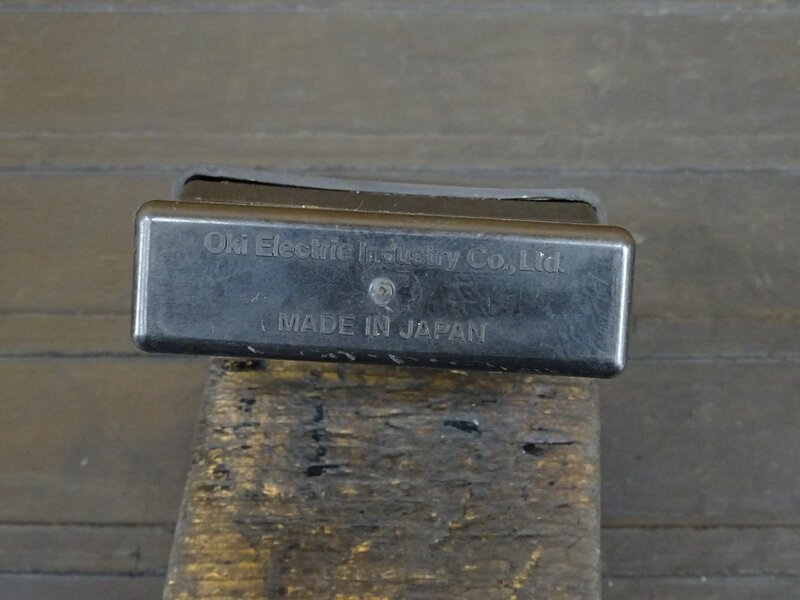 Oki Electric Industry Co.,Ltd.
MADE IN JAPAN